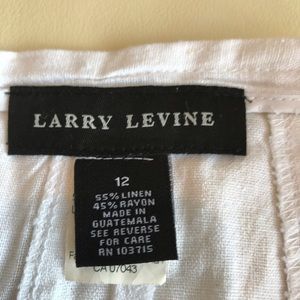 LARRY LEVINE
12
55% LINEN
45% RAYON
MADE IN
GUATEMALA
SEE REVERSE
FOR CARE
RN 103715
CA 07043